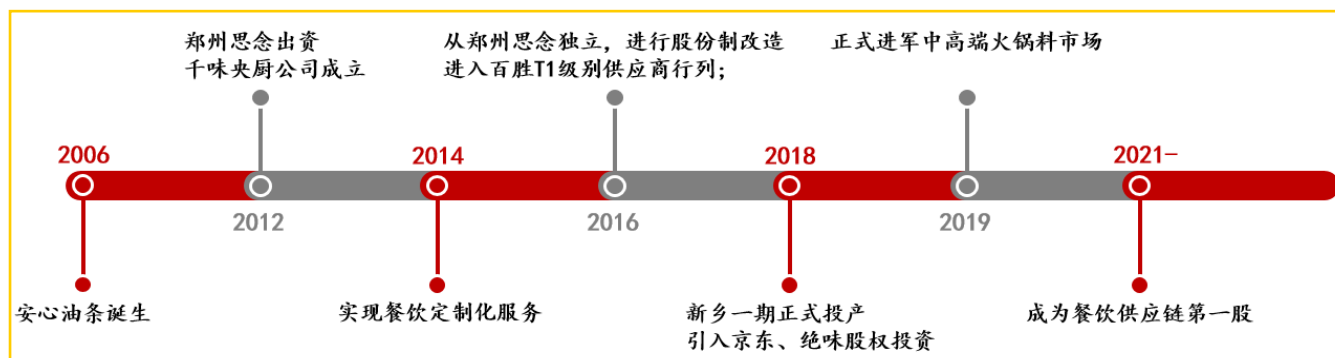 郑州思念出资
千味央厨公司成立
从郑州思念独立，进行股份制改造
进入百胜T1级别供应商行列；
正式进军中高端火锅料市场
2006
2014
2018
2021-
2012
2016
2019
安心油条诞生
实现餐饮定制化服务
新乡一期正式投产
引入京东、绝味股权投资
成为餐饮供应链第一股